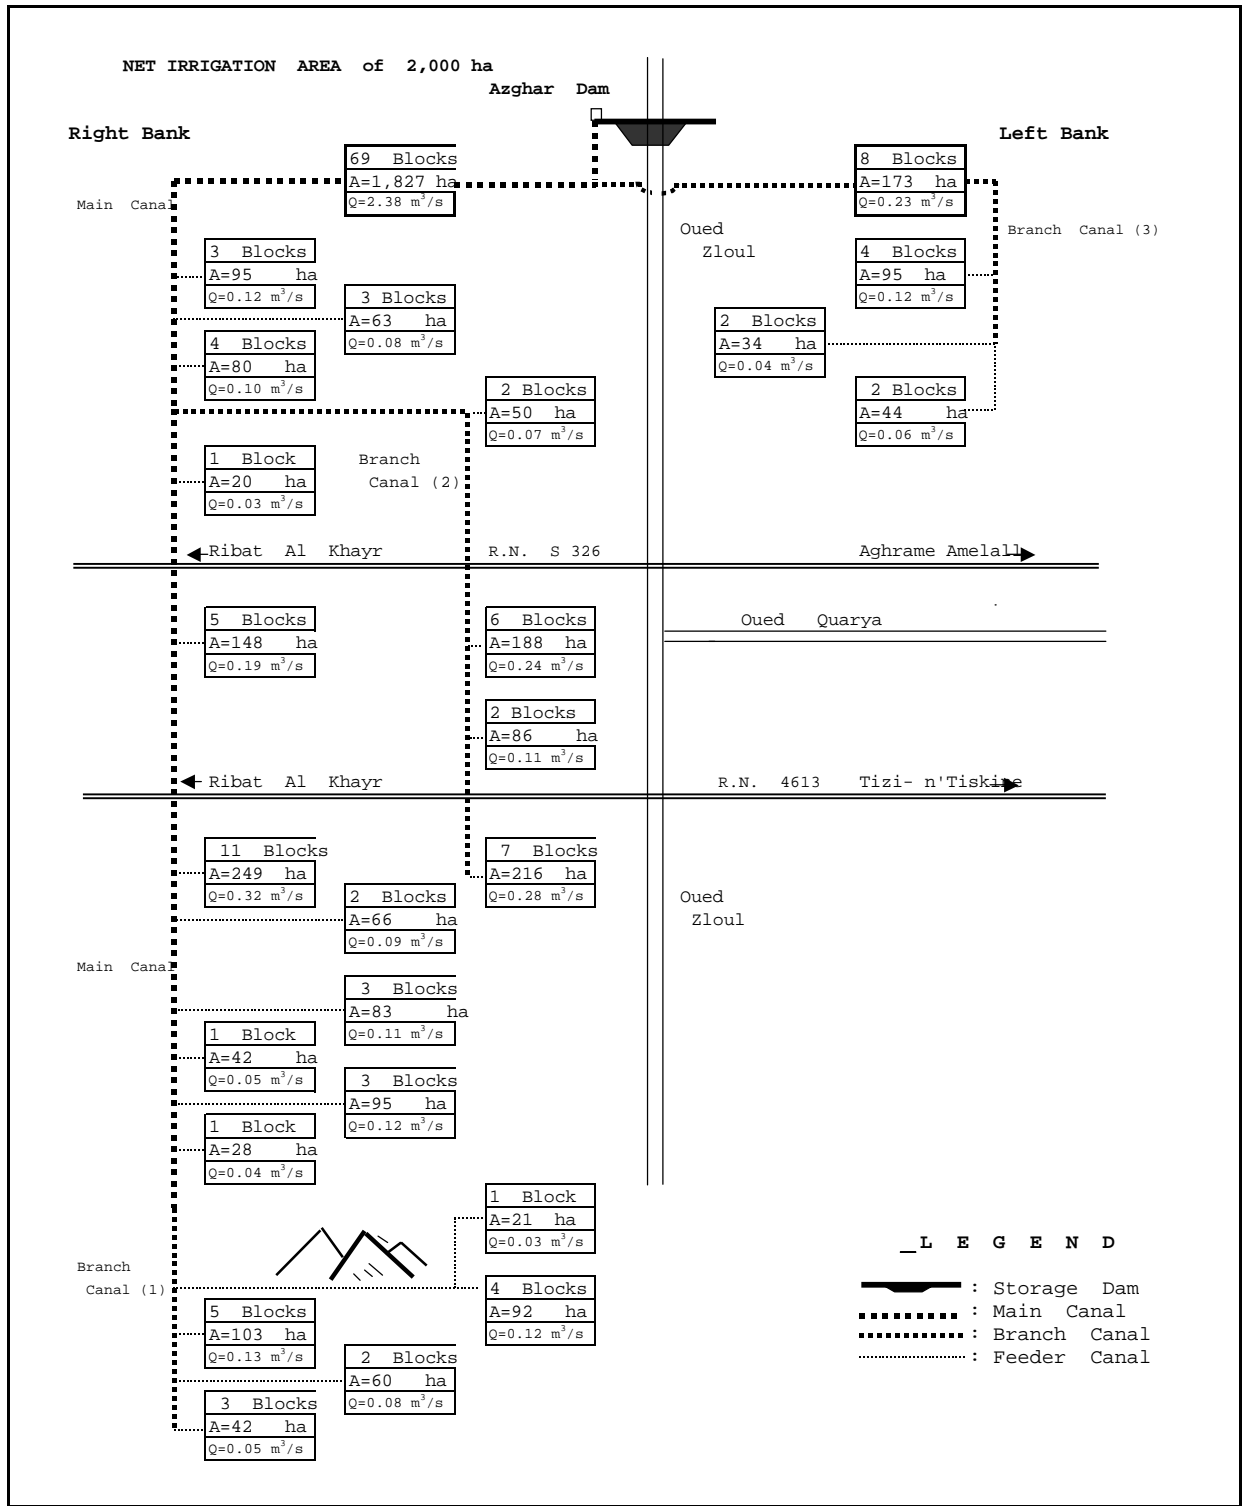 NET IRRIGATION AREA of 2,000 ha
Azghar Dam
Right Bank
Left Bank
69 Blocks
A=1,827 ha
Q=2.38 m³/s
8 Blocks
A=173 ha
Q=0.23 m³/s
Main Canal
Oued
Zloul
Branch Canal (3)
3 Blocks
A=95 ha
Q=0.12 m³/s
4 Blocks
A=95 ha
Q=0.12 m³/s
3 Blocks
A=63 ha
Q=0.08 m³/s
2 Blocks
A=34 ha
Q=0.04 m³/s
4 Blocks
A=80 ha
Q=0.10 m³/s
2 Blocks
A=50 ha
Q=0.07 m³/s
2 Blocks
A=44 ha
Q=0.06 m³/s
1 Block
A=20 ha
Q=0.03 m³/s
Branch
Canal (2)
Ribat Al Khayr
R.N. S 326
Aghrame Amelall
5 Blocks
A=148 ha
Q=0.19 m³/s
6 Blocks
A=188 ha
Q=0.24 m³/s
Oued Quarya
2 Blocks
A=86 ha
Q=0.11 m³/s
Ribat Al Khayr
R.N. 4613
Tizi- n'Tiskine
11 Blocks
A=249 ha
Q=0.32 m³/s
7 Blocks
A=216 ha
Q=0.28 m³/s
2 Blocks
A=66 ha
Q=0.09 m³/s
Oued
Zloul
Main Canal
3 Blocks
A=83 ha
Q=0.11 m³/s
1 Block
A=42 ha
Q=0.05 m³/s
3 Blocks
A=95 ha
Q=0.12 m³/s
1 Block
A=28 ha
Q=0.04 m³/s
1 Block
A=21 ha
Q=0.03 m³/s
Branch
Canal (1)
4 Blocks
A=92 ha
Q=0.12 m³/s
5 Blocks
A=103 ha
Q=0.13 m³/s
2 Blocks
A=60 ha
Q=0.08 m³/s
3 Blocks
A=42 ha
Q=0.05 m³/s
_L E G E N D
: Storage Dam
: Main Canal
: Branch Canal
: Feeder Canal